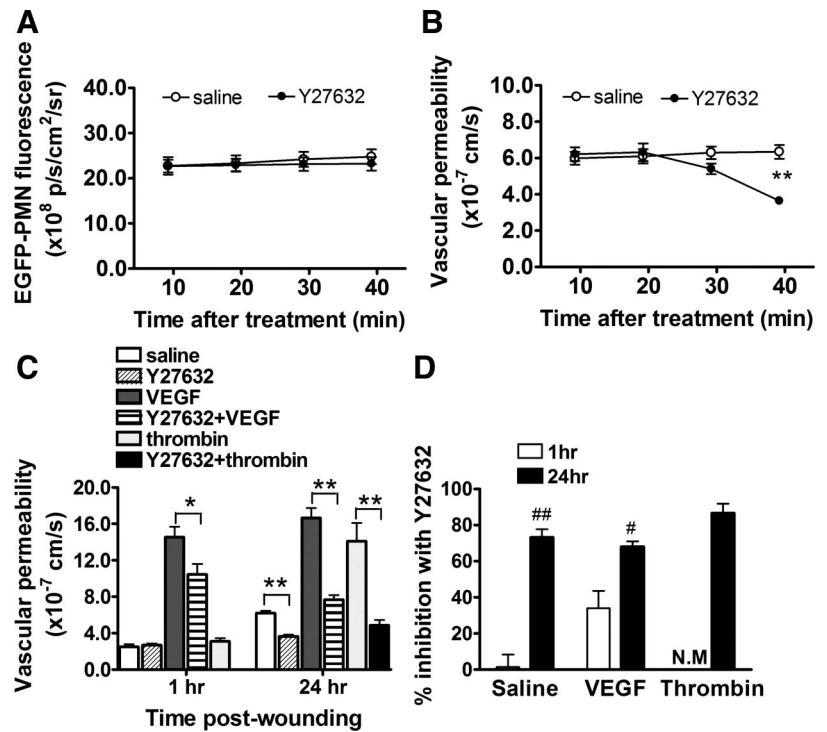 A
EGFP-PMN fluorescence
(x10⁸ p/s/cm²/sr)
40.0
30.0
20.0
10.0
0.0
saline
Y27632
10 20 30 40
Time after treatment (min)
B
Vascular permeability
(x10⁻⁷ cm/s)
10.0
8.0
6.0
4.0
2.0
0.0
saline
Y27632
**
10 20 30 40
Time after treatment (min)
C
saline
Y27632
VEGF
Y27632+VEGF
thrombin
Y27632+thrombin
Vascular permeability
(x10⁻⁷ cm/s)
20.0
16.0
12.0
8.0
4.0
0.0
*
**
**
**
1 hr 24 hr
Time post-wounding
D
1hr
24hr
% inhibition with Y27632
100
80
60
40
20
0
##
#
N.M
Saline VEGF Thrombin